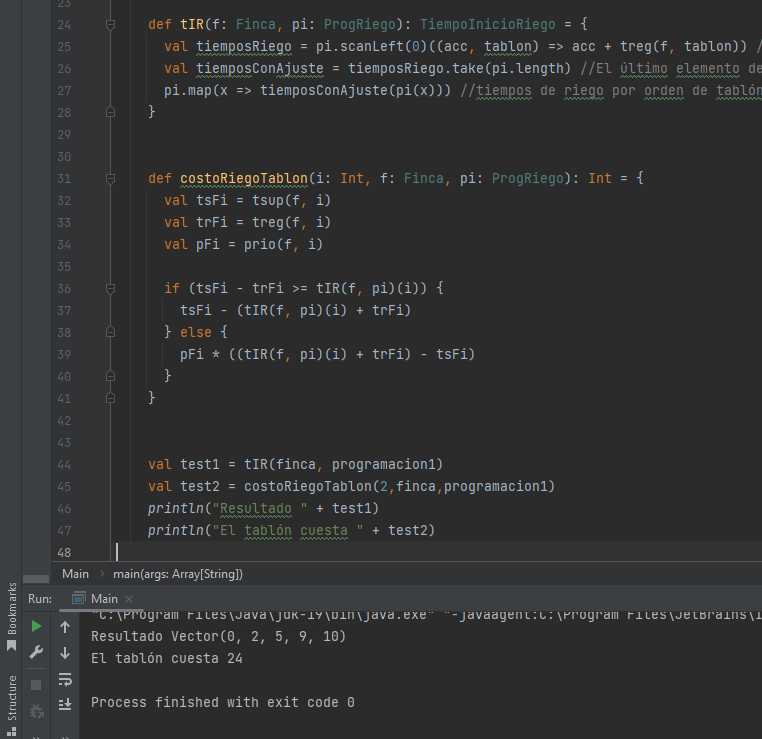 23
24 def tIR(f: Finca, pi: ProgRiego): TiempoInicioRiego = {
25 val tiemposRiego = pi.scanLeft(0)((acc, tablon) => acc + treg(f, tablon)) /
26 val tiemposConAjuste = tiemposRiego.take(pi.length) //El último elemento de
27 pi.map(x => tiemposConAjuste(pi(x))) //tiempos de riego por orden de tablón
28 }
29
30
31 def costoRiegoTablon(i: Int, f: Finca, pi: ProgRiego): Int = {
32 val tsFi = tsup(f, i)
33 val trFi = treg(f, i)
34 val pFi = prio(f, i)
35
36 if (tsFi - trFi >= tIR(f, pi)(i)) {
37 tsFi - (tIR(f, pi)(i) + trFi)
38 } else {
39 pFi * ((tIR(f, pi)(i) + trFi) - tsFi)
40 }
41 }
42
43
44 val test1 = tIR(finca, programacion1)
45 val test2 = costoRiegoTablon(2,finca,programacion1)
46 println("Resultado " + test1)
47 println("El tablón cuesta " + test2)
48
Main > main(args: Array[String])
Run: Main
"C:\Program Files\Java\jdk-19\bin\java.exe" "-javaagent:C:\Program Files\JetBrains\I
Resultado Vector(0, 2, 5, 9, 10)
El tablón cuesta 24
Process finished with exit code 0
Bookmarks
Structure